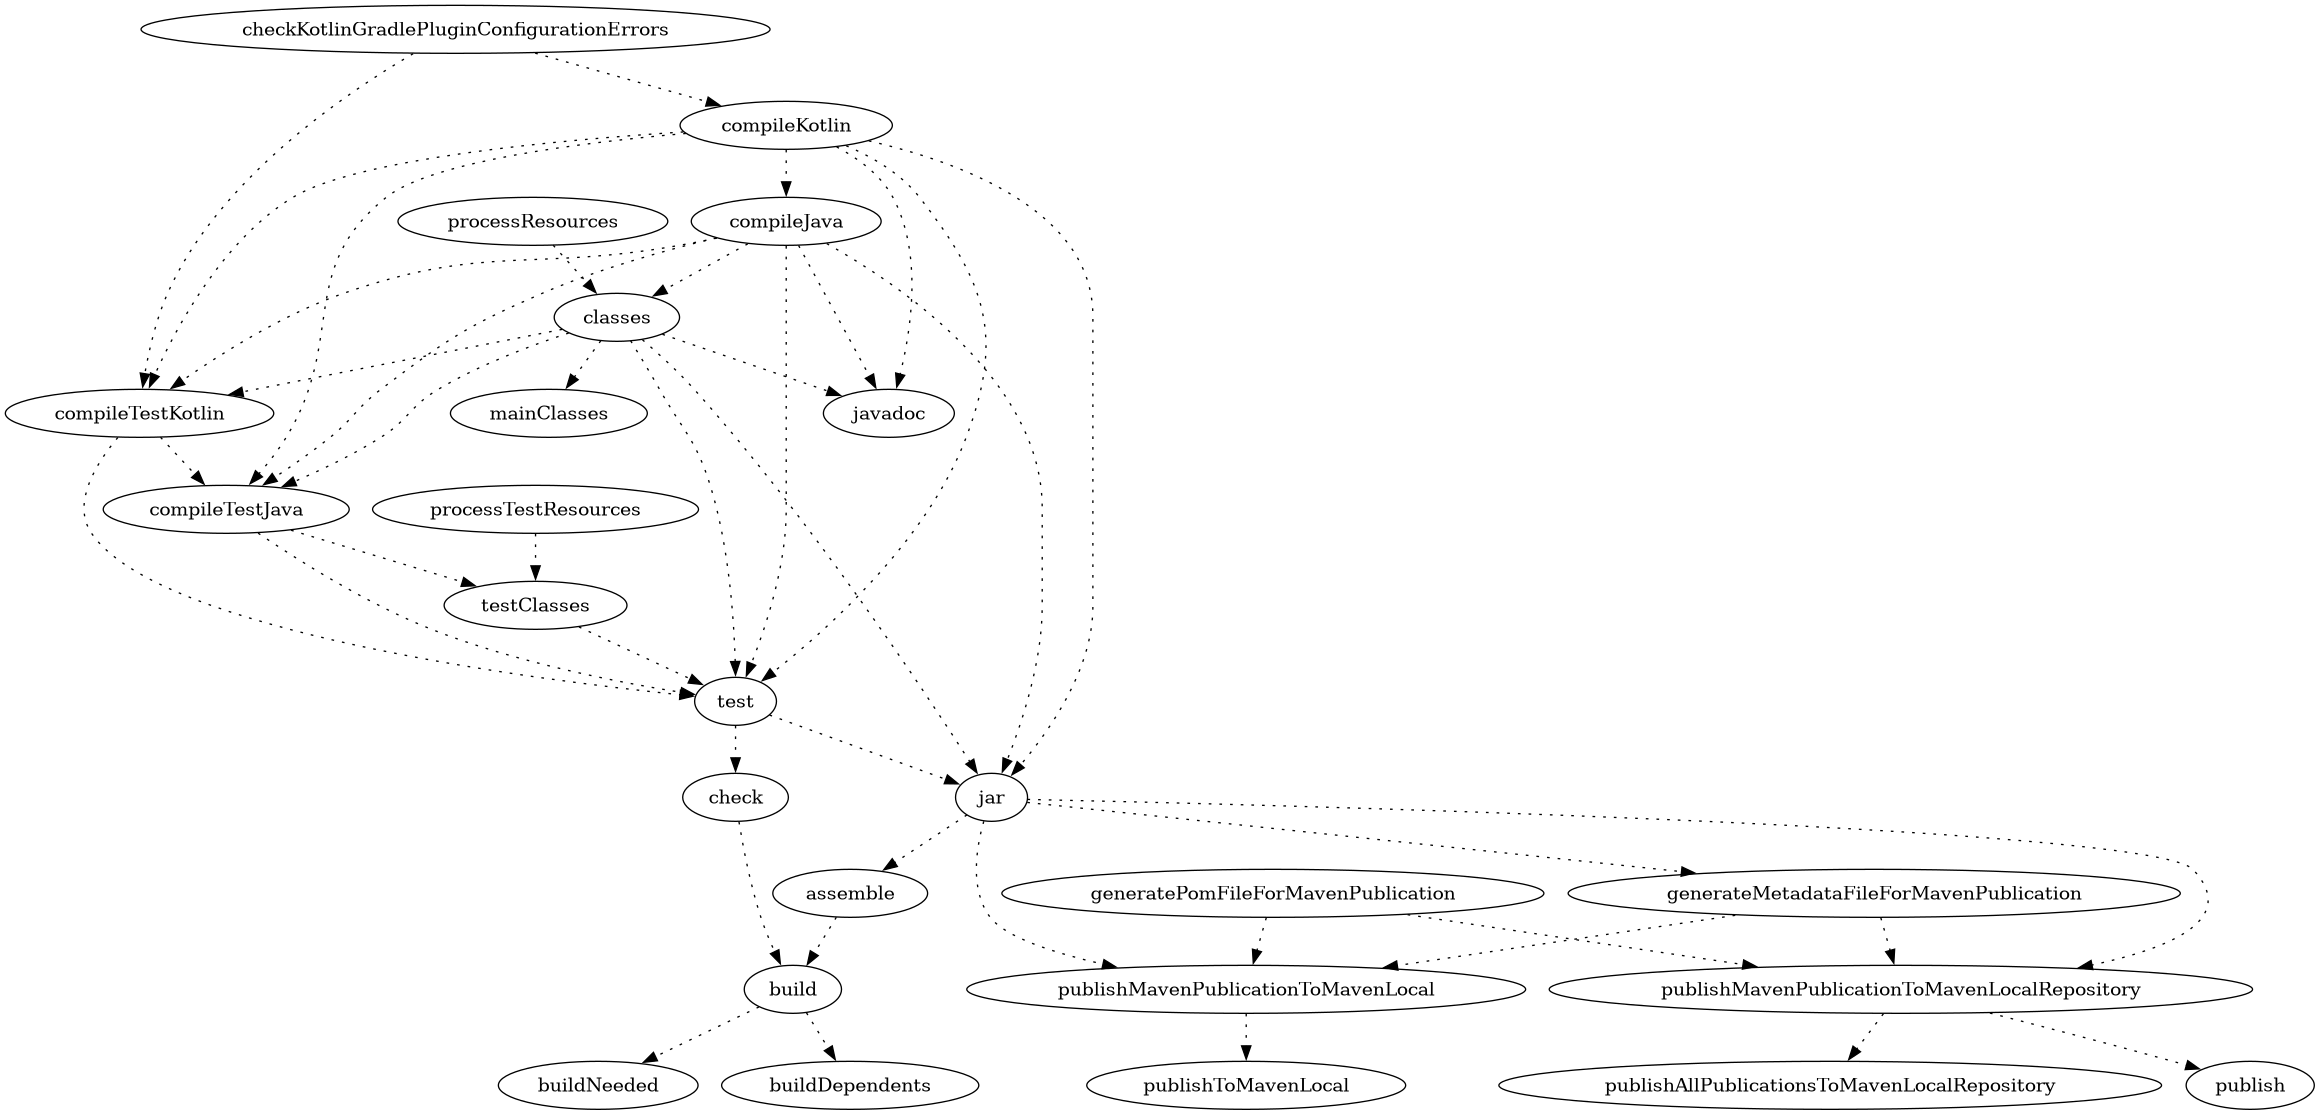 checkKotlinGradlePluginConfigurationErrors
compileKotlin
processResources
compileJava
classes
compileTestKotlin
mainClasses
javadoc
compileTestJava
processTestResources
testClasses
test
check
jar
assemble
generatePomFileForMavenPublication
generateMetadataFileForMavenPublication
build
publishMavenPublicationToMavenLocal
publishMavenPublicationToMavenLocalRepository
buildNeeded
buildDependents
publishToMavenLocal
publishAllPublicationsToMavenLocalRepository
publish